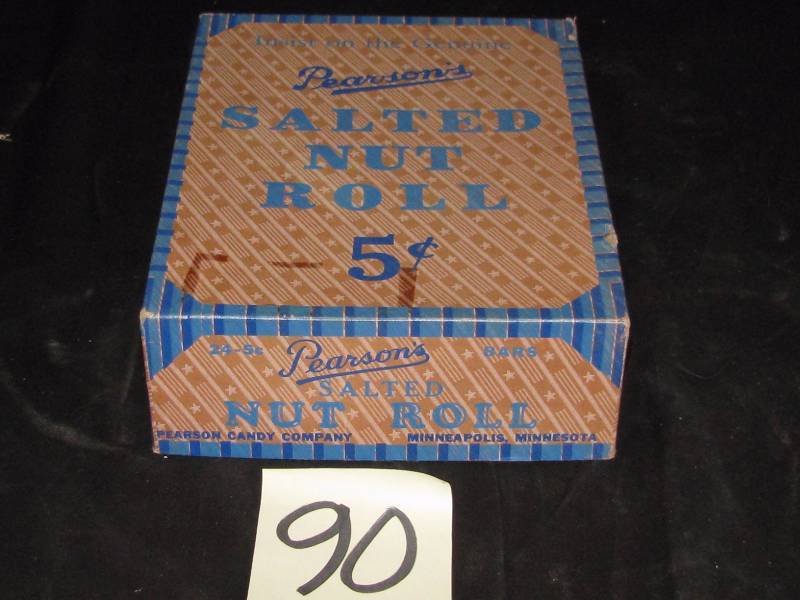 Insist on the Genuine
Pearson's
SALTED
NUT
ROLL
5¢
24-5¢ Pearson's BARS
SALTED
NUT ROLL
PEARSON CANDY COMPANY MINNEAPOLIS, MINNESOTA
90